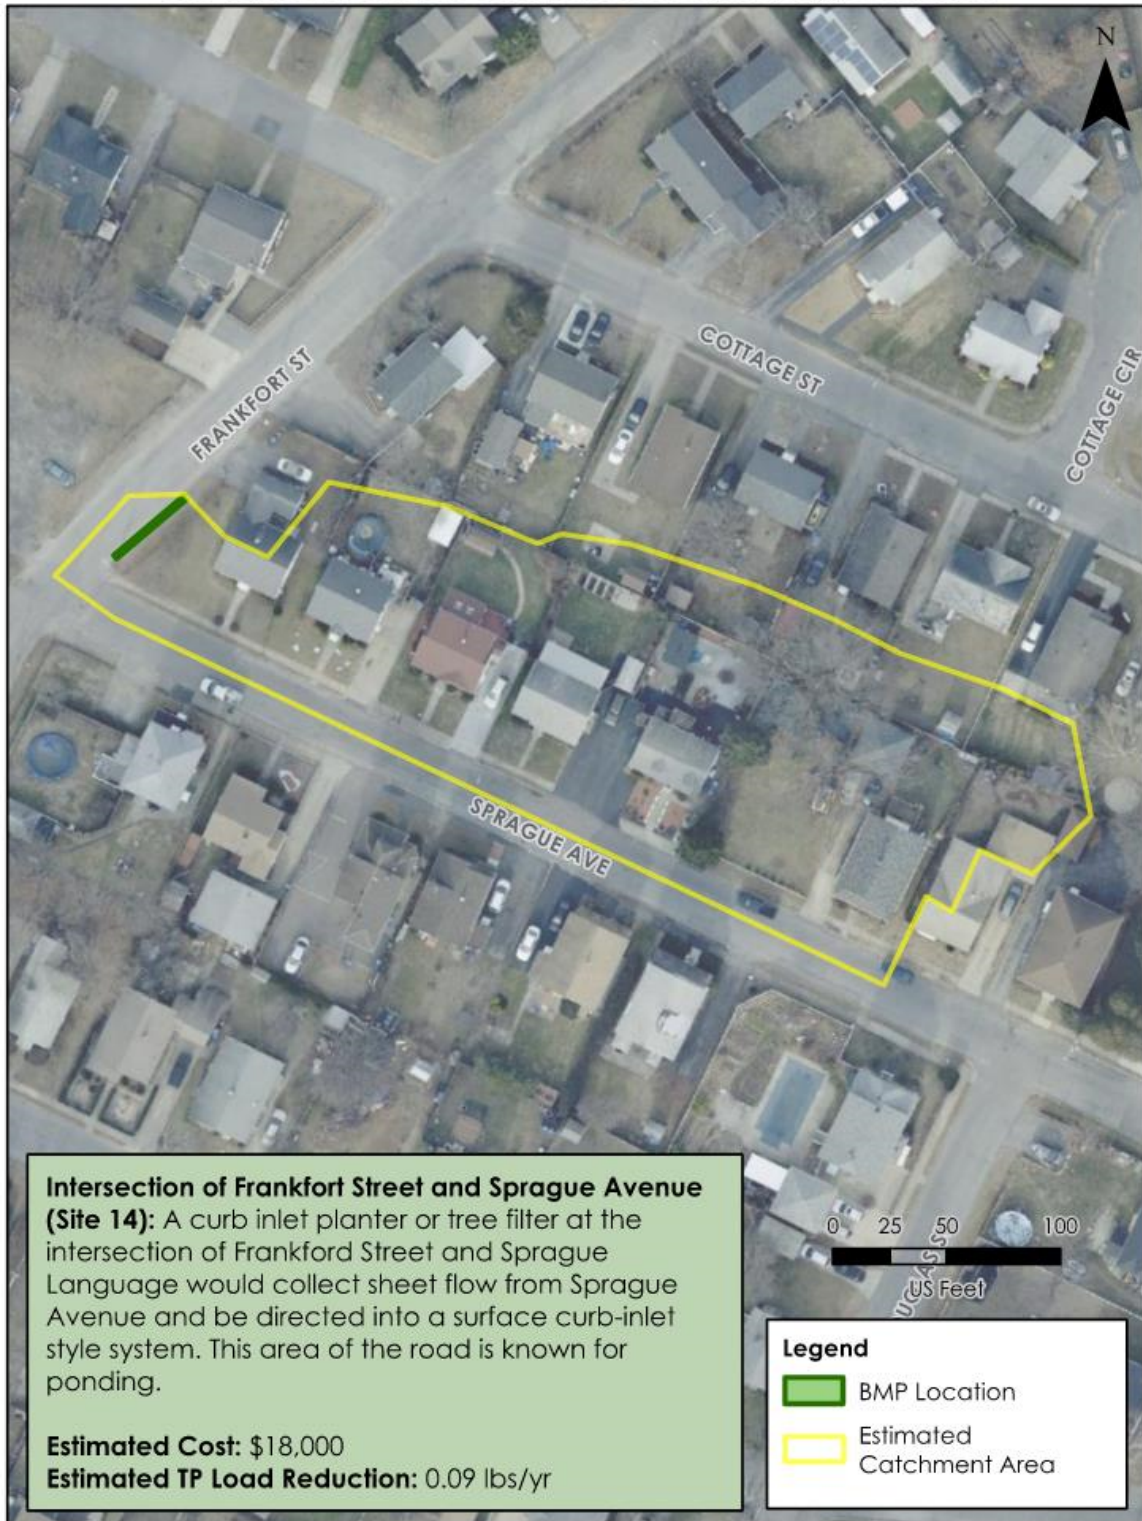 N
COTTAGE ST
COTTAGE CIR
FRANKFORT ST
SPRAGUE AVE
Intersection of Frankfort Street and Sprague Avenue
(Site 14): A curb inlet planter or tree filter at the
intersection of Frankford Street and Sprague
Language would collect sheet flow from Sprague
Avenue and be directed into a surface curb-inlet
style system. This area of the road is known for
ponding.
Estimated Cost: $18,000
Estimated TP Load Reduction: 0.09 lbs/yr
0 25 50 100
US Feet
Legend
BMP Location
Estimated
Catchment Area